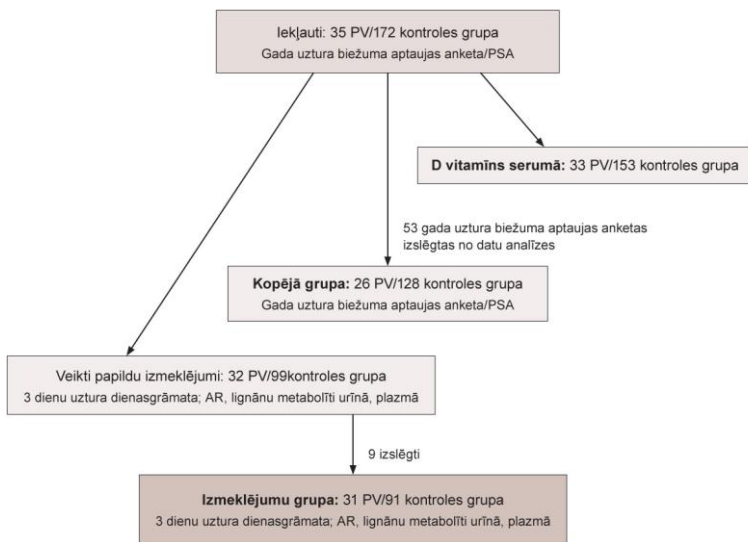 Iekļauti: 35 PV/172 kontroles grupa
Gada uztura biežuma aptaujas anketa/PSA
D vitamīns serumā: 33 PV/153 kontroles grupa
53 gada uztura biežuma aptaujas anketas
izslēgtas no datu analīzes
Kopējā grupa: 26 PV/128 kontroles grupa
Gada uztura biežuma aptaujas anketa/PSA
Veikti papildu izmeklējumi: 32 PV/99kontroles grupa
3 dienu uztura dienasgrāmata; AR, lignānu metabolīti urīnā, plazmā
9 izslēgti
Izmeklējumu grupa: 31 PV/91 kontroles grupa
3 dienu uztura dienasgrāmata; AR, lignānu metabolīti urīnā, plazmā